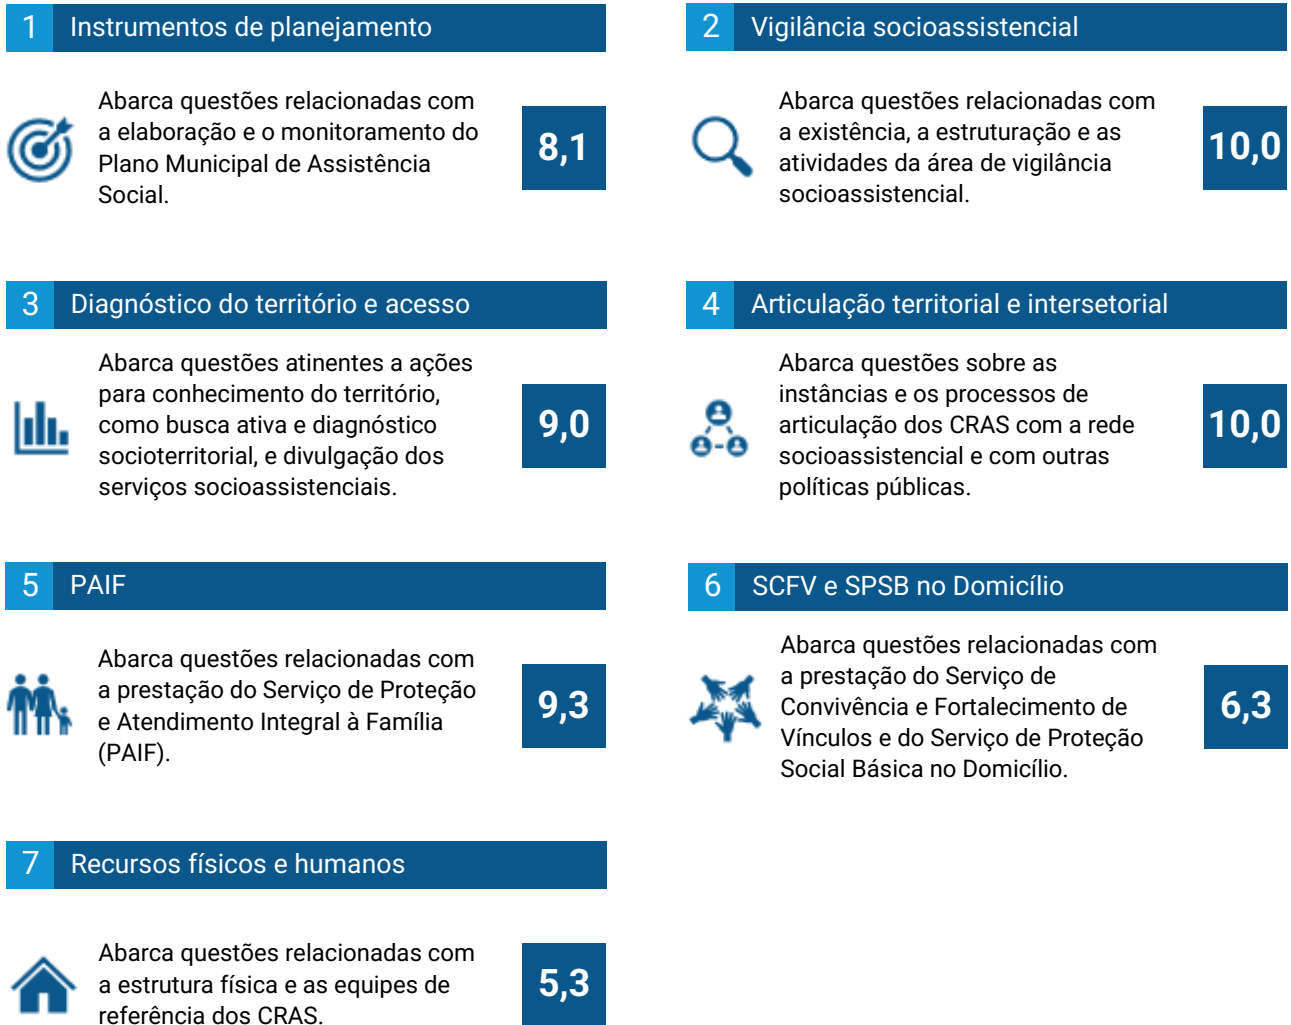 1 Instrumentos de planejamento
Abarca questões relacionadas com
a elaboração e o monitoramento do
Plano Municipal de Assistência
Social.
8,1
2 Vigilância socioassistencial
Abarca questões relacionadas com
a existência, a estruturação e as
atividades da área de vigilância
socioassistencial.
10,0
3 Diagnóstico do território e acesso
Abarca questões atinentes a ações
para conhecimento do território,
como busca ativa e diagnóstico
socioterritorial, e divulgação dos
serviços socioassistenciais.
9,0
4 Articulação territorial e intersetorial
Abarca questões sobre as
instâncias e os processos de
articulação dos CRAS com a rede
socioassistencial e com outras
políticas públicas.
10,0
5 PAIF
Abarca questões relacionadas com
a prestação do Serviço de Proteção
e Atendimento Integral à Família
(PAIF).
9,3
6 SCFV e SPSB no Domicílio
Abarca questões relacionadas com
a prestação do Serviço de
Convivência e Fortalecimento de
Vínculos e do Serviço de Proteção
Social Básica no Domicílio.
6,3
7 Recursos físicos e humanos
Abarca questões relacionadas com
a estrutura física e as equipes de
referência dos CRAS.
5,3